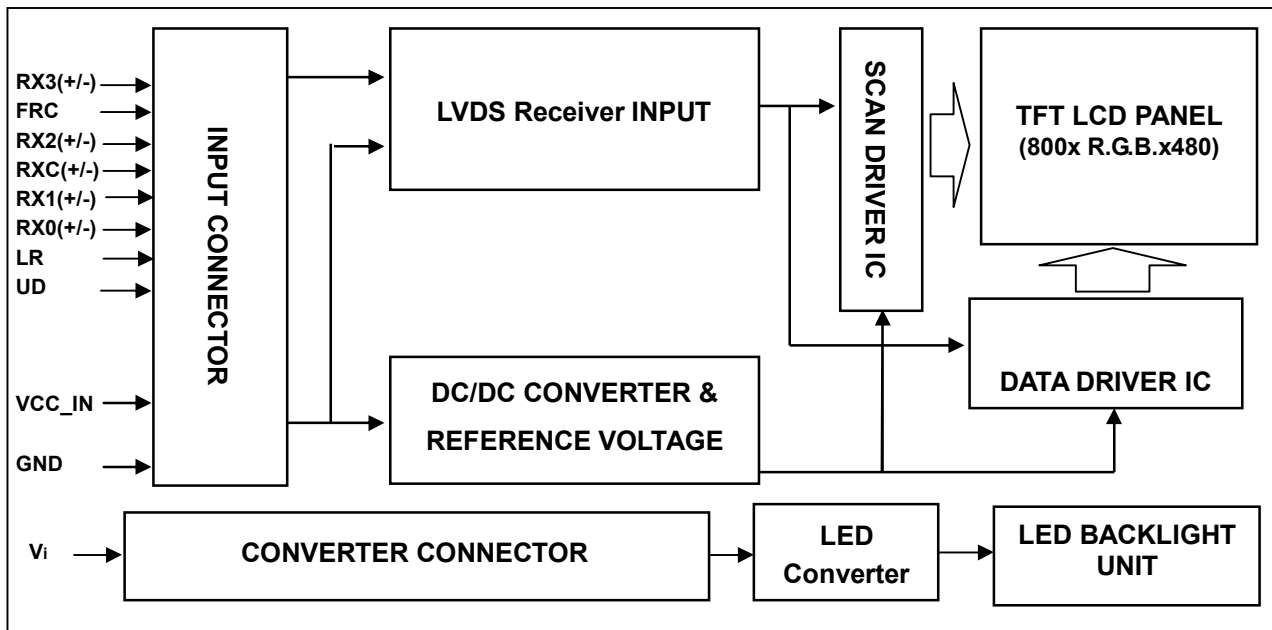 RX3(+/-)
FRC
RX2(+/-)
RXC(+/-)
RX1(+/-)
RX0(+/-)
LR
UD
VCC_IN
GND
INPUT CONNECTOR
LVDS Receiver INPUT
DC/DC CONVERTER &
REFERENCE VOLTAGE
SCAN DRIVER IC
TFT LCD PANEL
(800x R.G.B.x480)
DATA DRIVER IC
Vi
CONVERTER CONNECTOR
LED
Converter
LED BACKLIGHT
UNIT